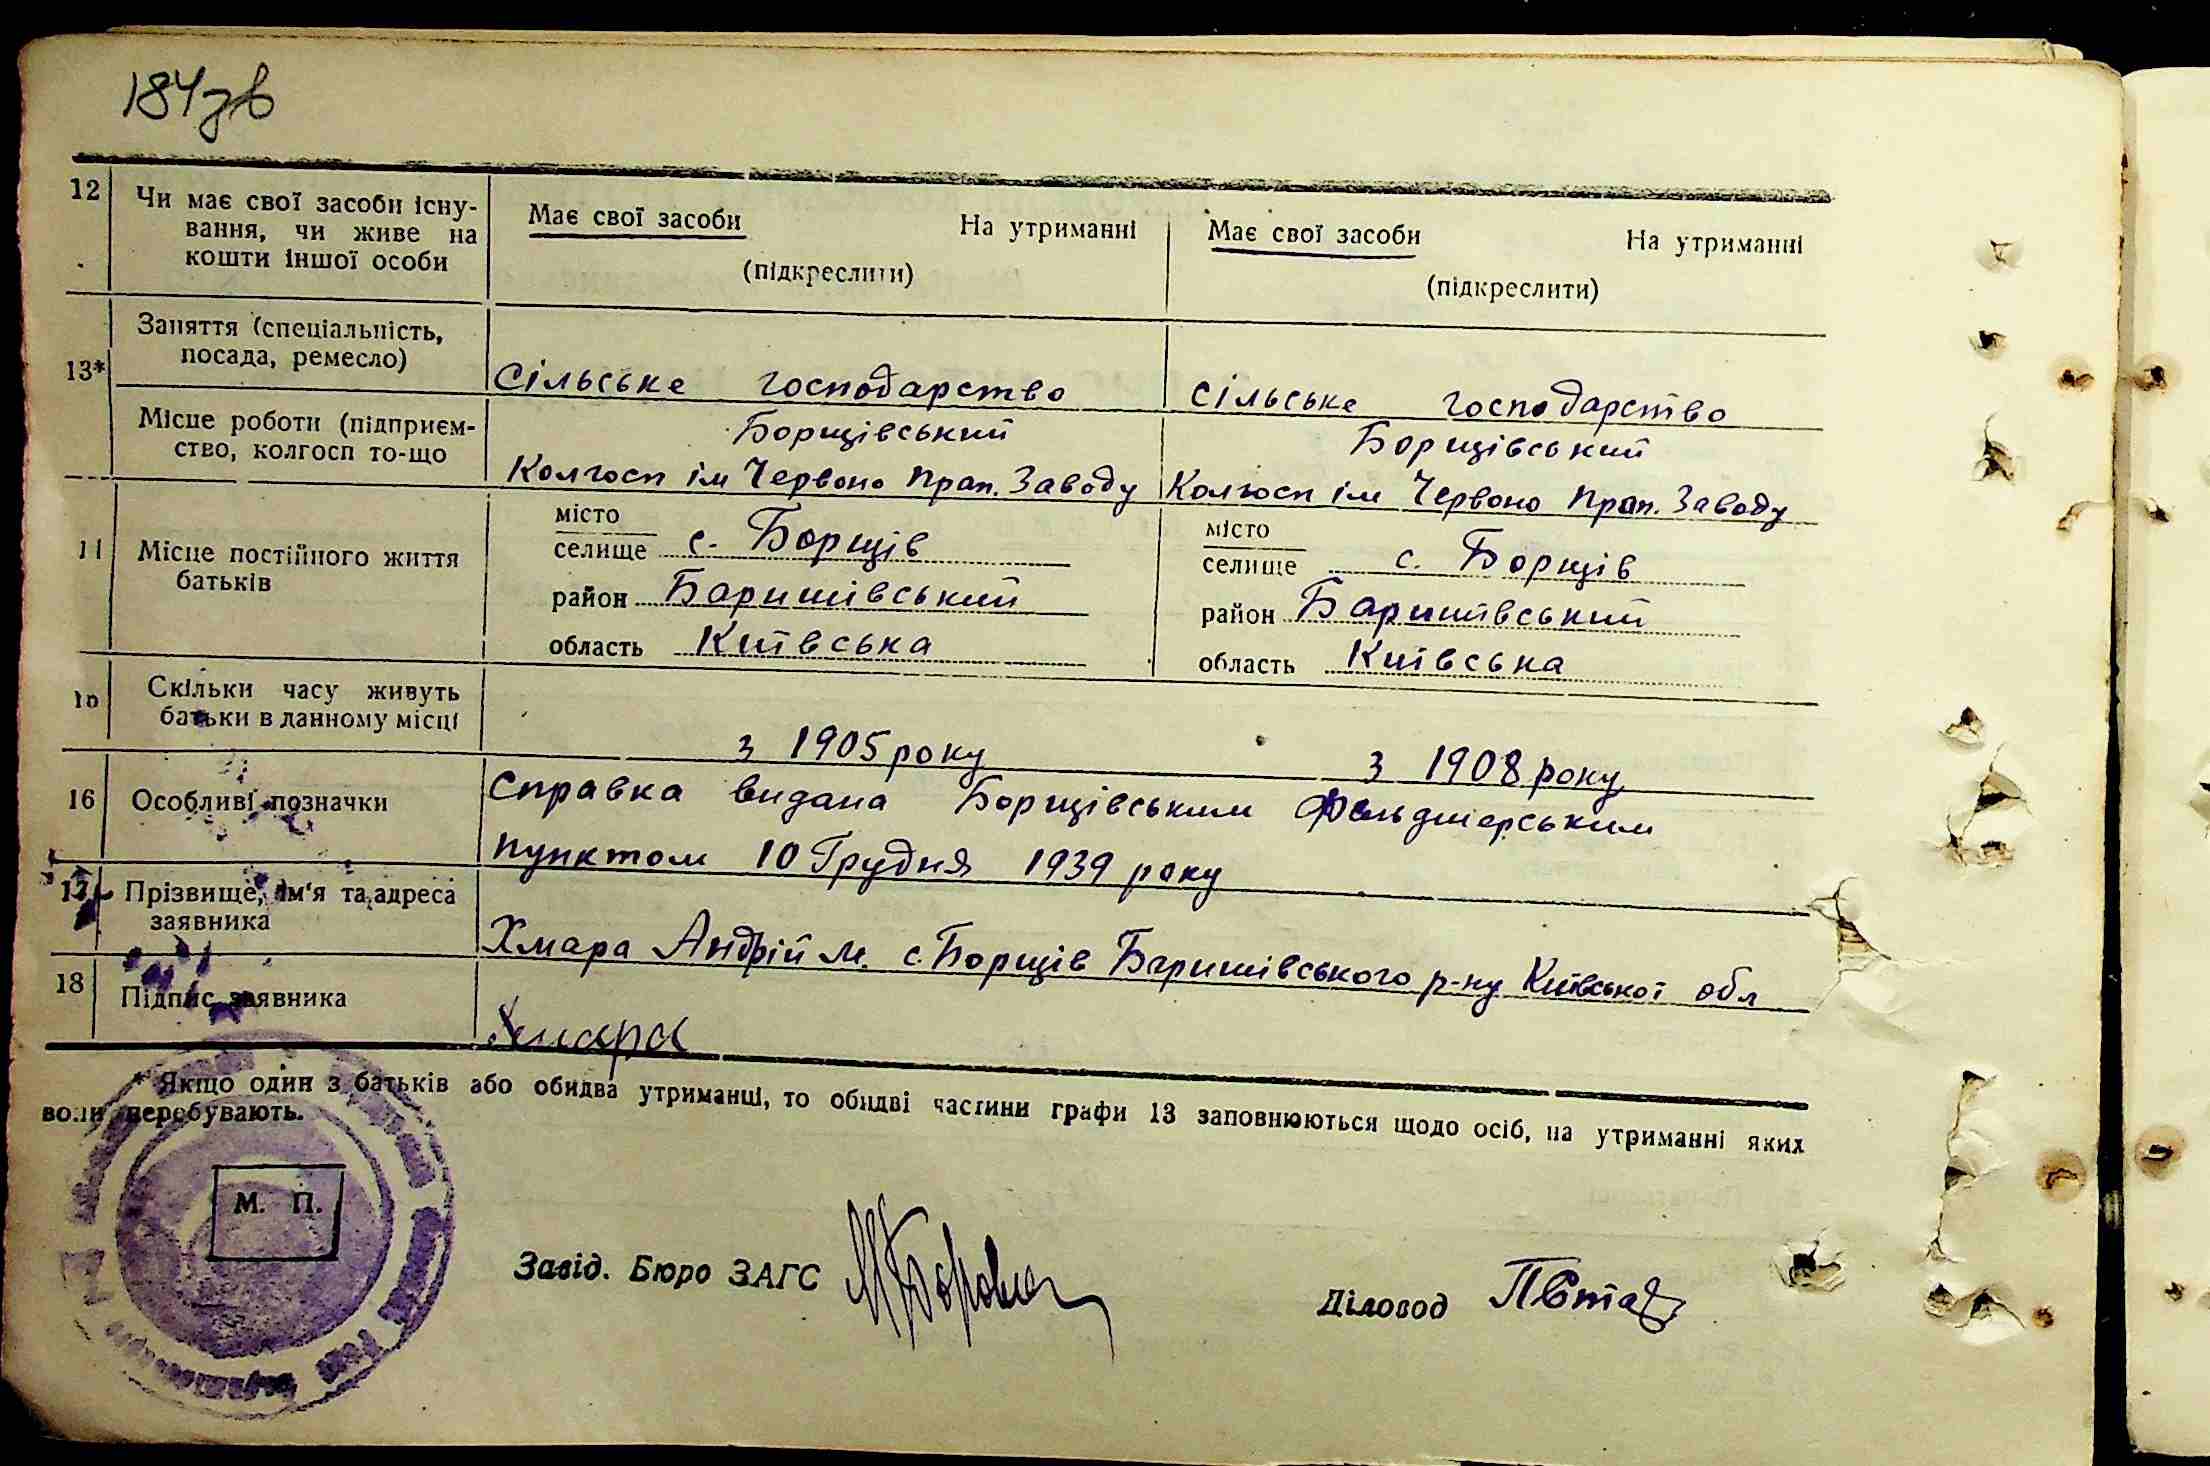 184зв
12 Чи має свої засоби існу-
вання, чи живе на
кошти іншої особи
Має свої засоби На утриманні
(підкреслити)
Має свої засоби На утриманні
(підкреслити)
13* Заняття (спеціальність,
посада, ремесло)
Сільське господарство
Сільське господарство
Місце роботи (підприєм-
ство, колгосп то-що
Борщівський
Колгосп ім Червоно Прап. Заводу
Борщівський
Колгосп ім Червоно Прап. Заводу
14 Місце постійного життя
батьків
місто
селище с. Борщів
район Баришівський
область Київська
місто
селище с. Борщів
район Баришівський
область Київська
15 Скільки часу живуть
батьки в данному місці
з 1905 року
з 1908 року
16 Особливі позначки
Справка видана Борщівським Фельдшерським
пунктом 10 Грудня 1939 року
17 Прізвище, ім'я та адреса
заявника
Хмара Андрій М. с. Борщів Баришівського р-ну Київської обл
18 Підпис заявника
Хмара
* Якщо один з батьків або обидва утриманці, то обидві частини графи 13 заповнюються щодо осіб, на утриманні яких
вони перебувають.
М. П.
Завід. Бюро ЗАГС
Діловод